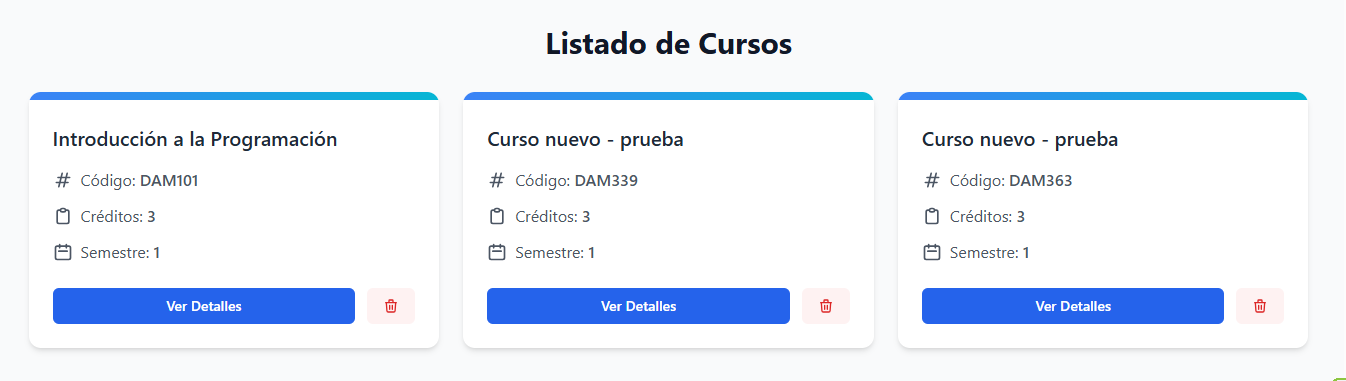 Listado de Cursos
Introducción a la Programación
Código: DAM101
Créditos: 3
Semestre: 1
Ver Detalles
Curso nuevo - prueba
Código: DAM339
Créditos: 3
Semestre: 1
Ver Detalles
Curso nuevo - prueba
Código: DAM363
Créditos: 3
Semestre: 1
Ver Detalles